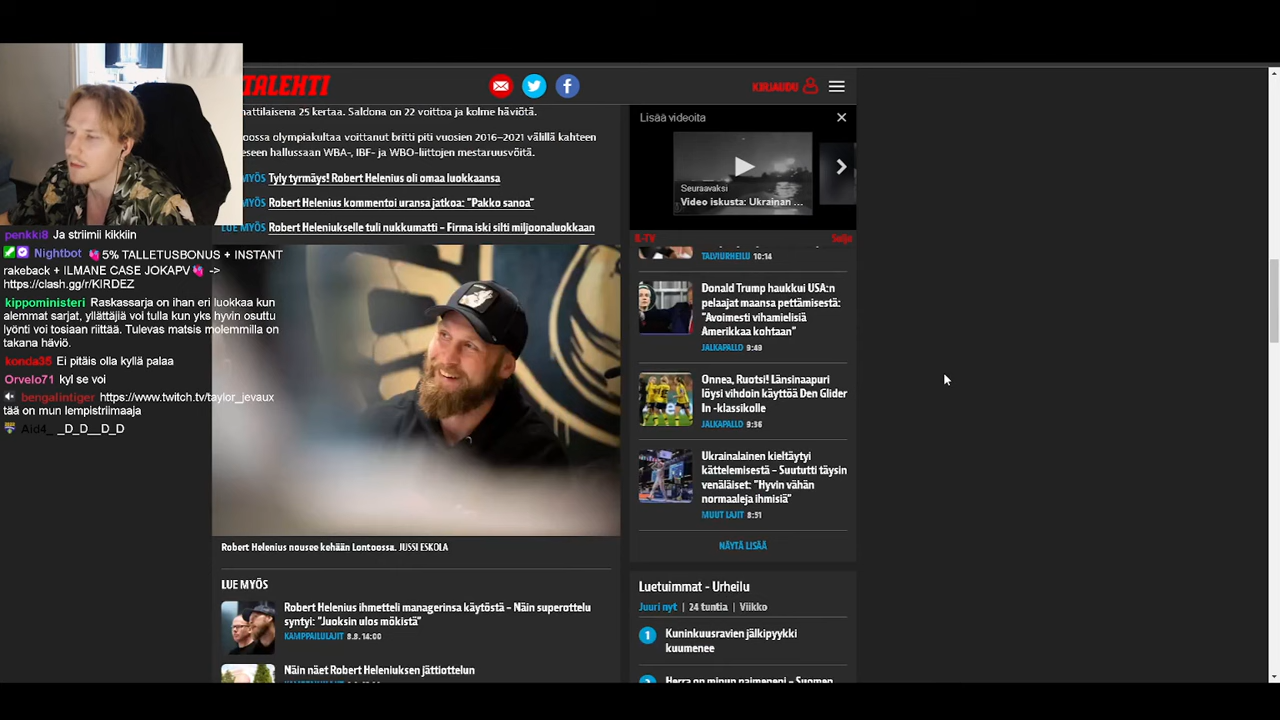 TALEHTI
KIRJAUDU
attilaisena 25 kertaa. Saldona on 22 voittoa ja kolme häviötä.
oossa olympiakultaa voittanut britti piti vuosien 2016–2021 välillä kahteen
eseen hallussaan WBA-, IBF- ja WBO-liittojen mestaruusvöitä.
MYÖS Tyly tyrmäys! Robert Helenius oli omaa luokkaansa
MYÖS Robert Helenius kommentoi uransa jatkoa: "Pakko sanoa"
LUE MYÖS Robert Heleniukselle tuli nukkumatti – Firma iski silti miljoonaluokkaan
penkki8 Ja striimii kikkiin
Nightbot 5% TALLETUSBONUS + INSTANT
rakeback + ILMANE CASE JOKAPV ->
https://clash.gg/r/KIRDEZ
kippoministeri Raskassarja on ihan eri luokkaa kun
alemmat sarjat, yllättäjiä voi tulla kun yks hyvin osuttu
lyönti voi tosiaan riittää. Tulevas matsis molemmilla on
takana häviö.
konda35 Ei pitäis olla kyllä palaa
Orvelo71 kyl se voi
bengalintiger https://www.twitch.tv/taylor_jevaux
tää on mun lempistriimaaja
Aid4_ _D_D__D_D
Robert Helenius nousee kehään Lontoossa. JUSSI ESKOLA
LUE MYÖS
Robert Helenius ihmetteli managerinsa käytöstä – Näin superottelu
syntyi: "Juoksin ulos mökistä"
KAMPPAILULAJIT 8.8. 14:00
Näin näet Robert Heleniuksen jättiottelun
Lisää videoita
Seuraavaksi
Video iskusta: Ukrainan ...
TALVIURHEILU 10:14
Donald Trump haukkui USA:n
pelaajat maansa pettämisestä:
"Avoimesti vihamielisiä
Amerikkaa kohtaan"
JALKAPALLO 9:49
Onnea, Ruotsi! Länsinaapuri
löysi vihdoin käyttöä Den Glider
In -klassikolle
JALKAPALLO 9:36
Ukrainalainen kieltäytyi
kättelemisestä – Suututti täysin
venäläiset: "Hyvin vähän
normaaleja ihmisiä"
MUUT LAJIT 8:51
NÄYTÄ LISÄÄ
Luetuimmat - Urheilu
Juuri nyt | 24 tuntia | Viikko
1 Kuninkuusravien jälkipyykki
kuumenee